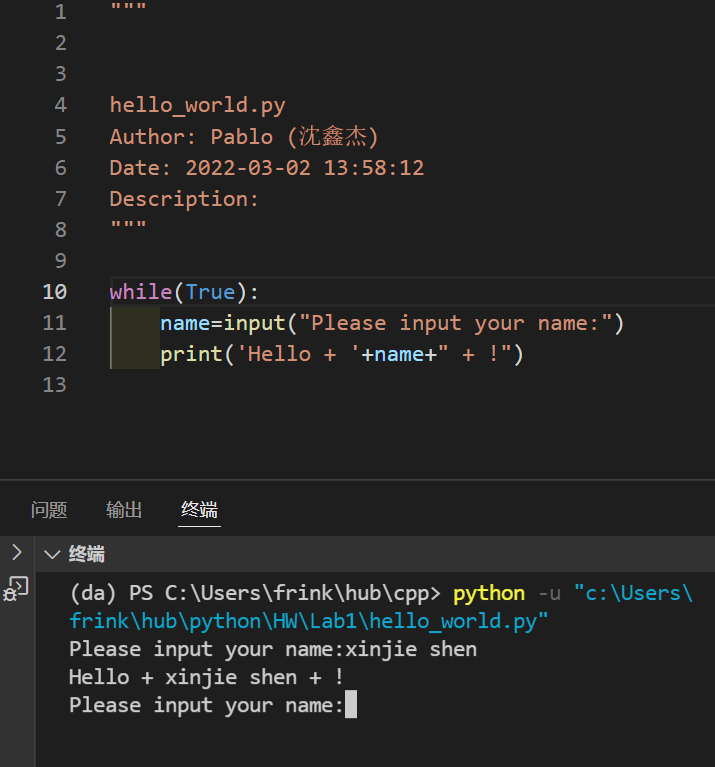 1 """
2
3
4 hello_world.py
5 Author: Pablo (沈鑫杰)
6 Date: 2022-03-02 13:58:12
7 Description:
8 """
9
10 while(True):
11 name=input("Please input your name:")
12 print('Hello + '+name+" + !")
13
问题 输出 终端
终端
(da) PS C:\Users\frink\hub\cpp> python -u "c:\Users\
frink\hub\python\HW\Lab1\hello_world.py"
Please input your name:xinjie shen
Hello + xinjie shen + !
Please input your name: